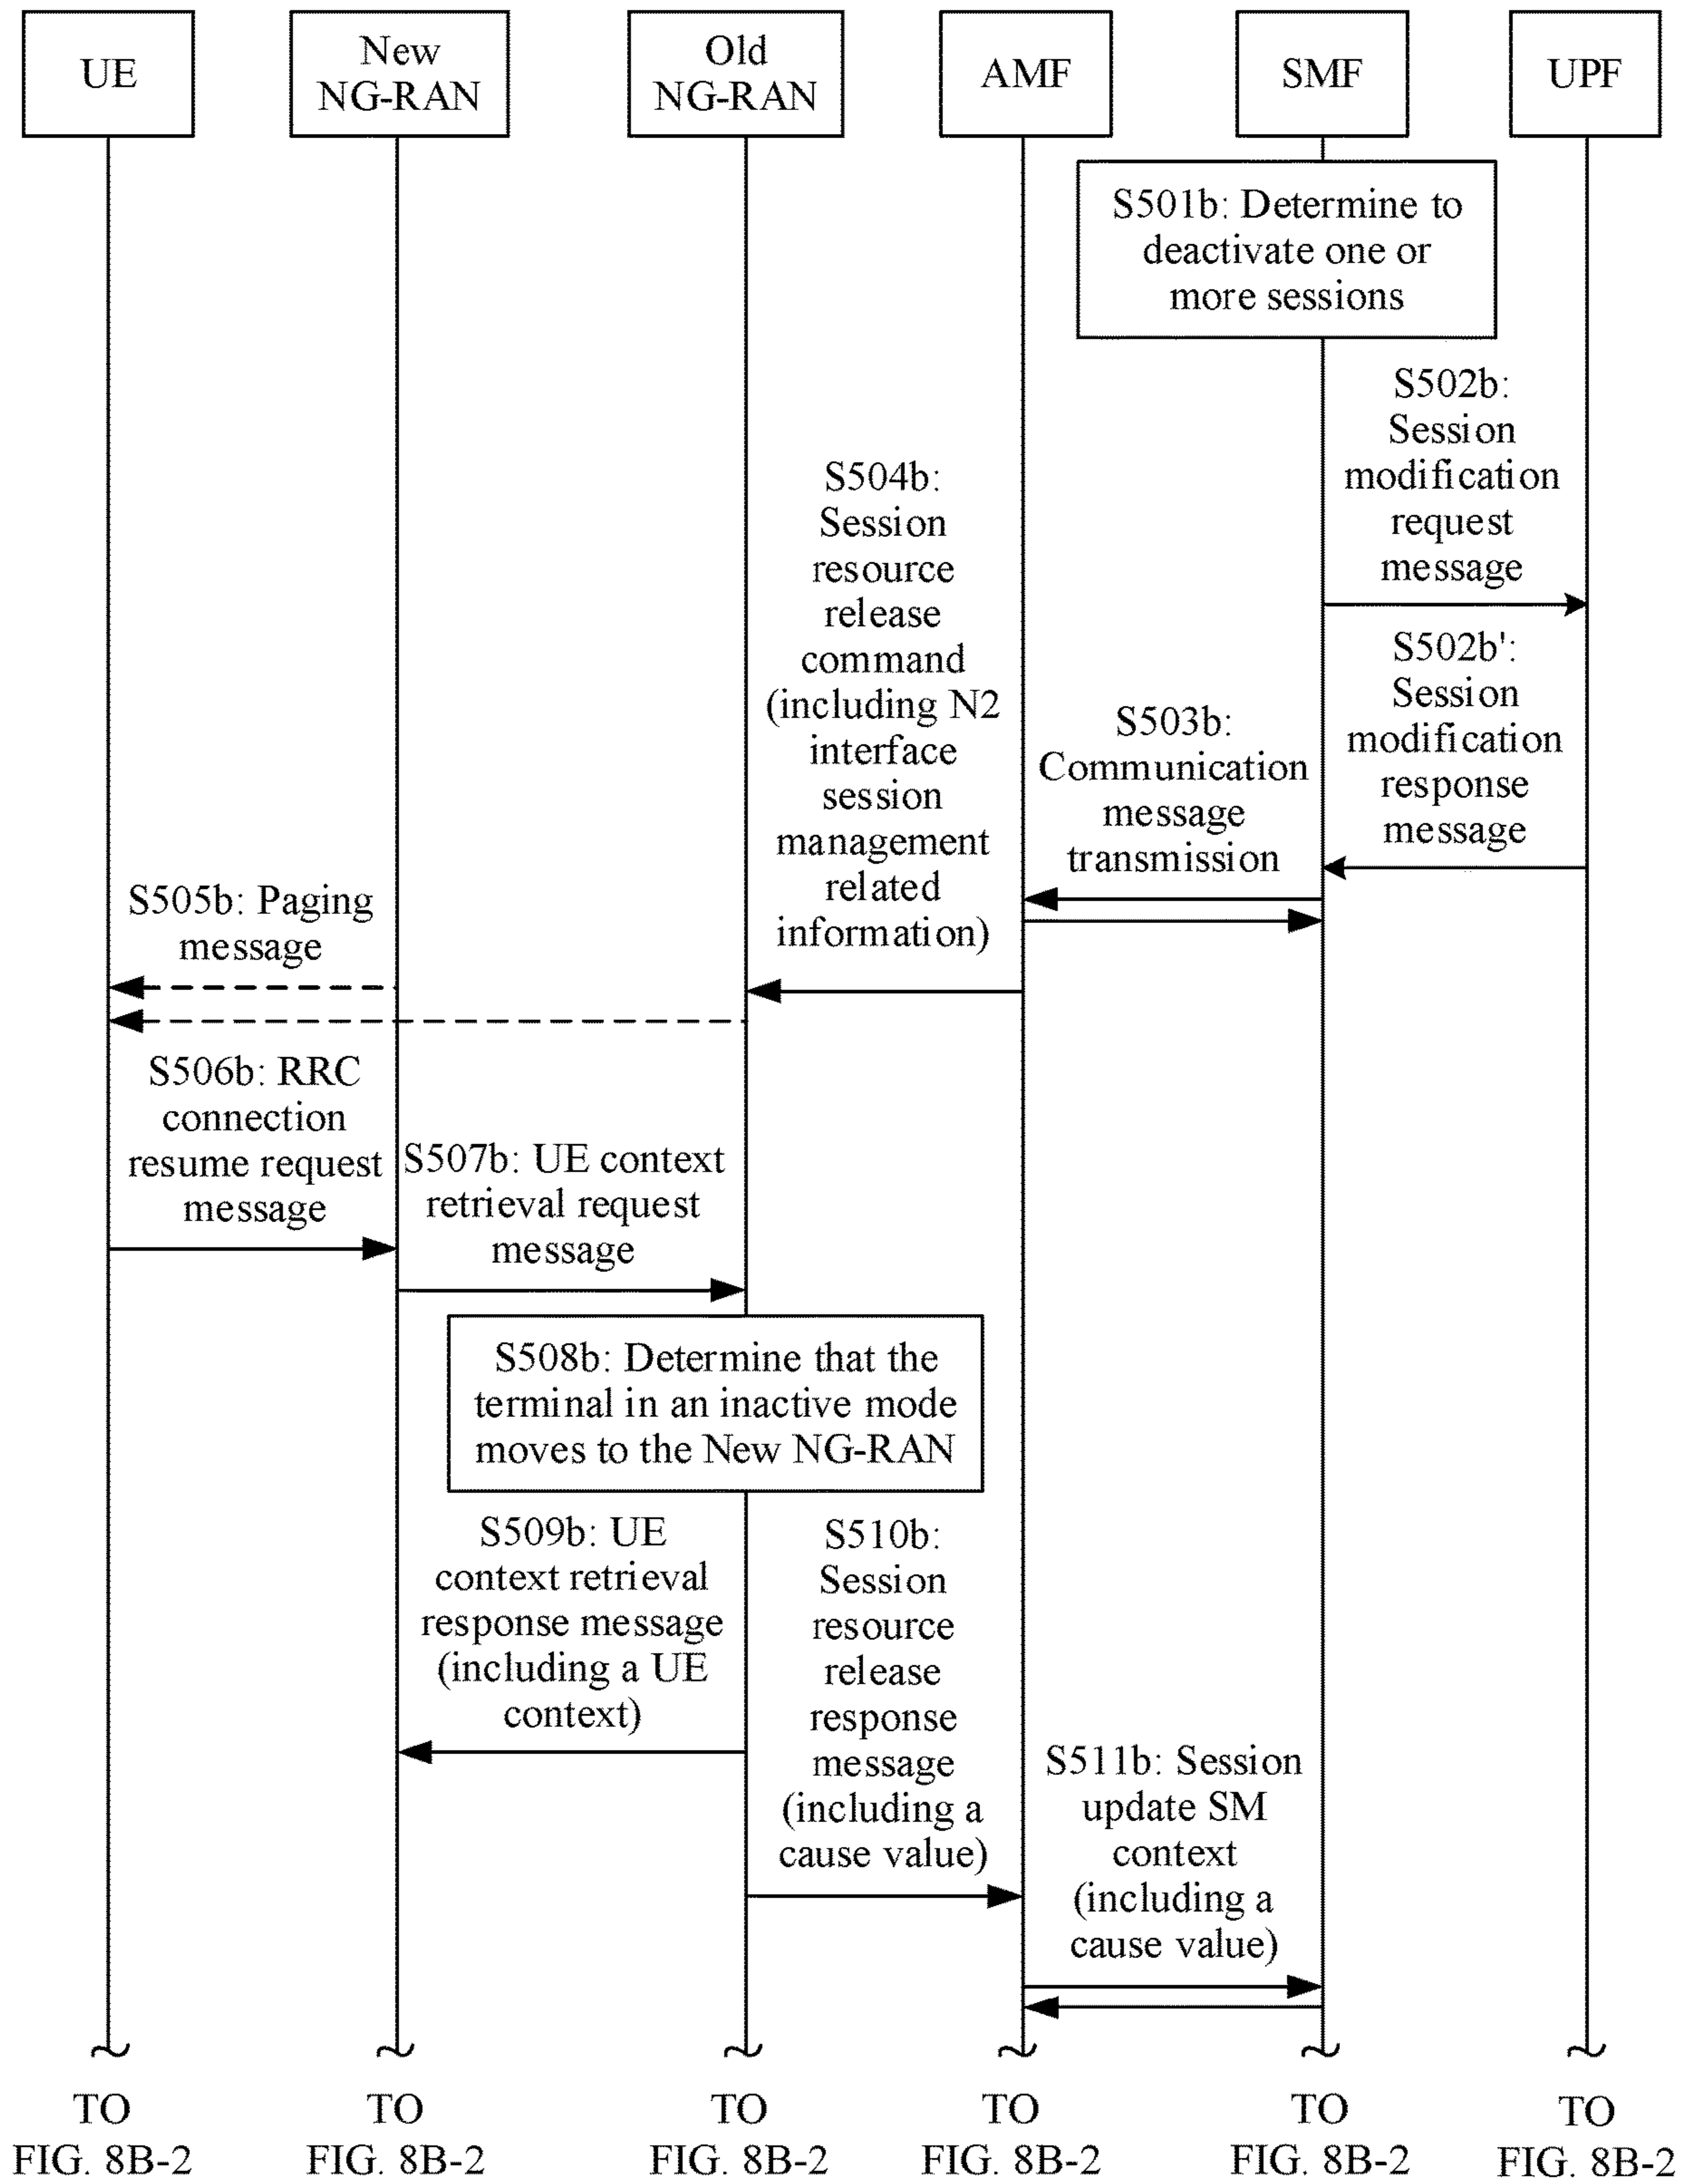 UE
New
NG-RAN
Old
NG-RAN
AMF
SMF
UPF
S501b: Determine to
deactivate one or
more sessions
S502b:
Session
modification
request
message
S502b':
Session
modification
response
message
S503b:
Communication
message
transmission
S504b:
Session
resource
release
command
(including N2
interface
session
management
related
information)
S505b: Paging
message
S506b: RRC
connection
resume request
message
S507b: UE context
retrieval request
message
S508b: Determine that the
terminal in an inactive mode
moves to the New NG-RAN
S509b: UE
context retrieval
response message
(including a UE
context)
S510b:
Session
resource
release
response
message
(including a
cause value)
S511b: Session
update SM
context
(including a
cause value)
TO
FIG. 8B-2
TO
FIG. 8B-2
TO
FIG. 8B-2
TO
FIG. 8B-2
TO
FIG. 8B-2
TO
FIG. 8B-2